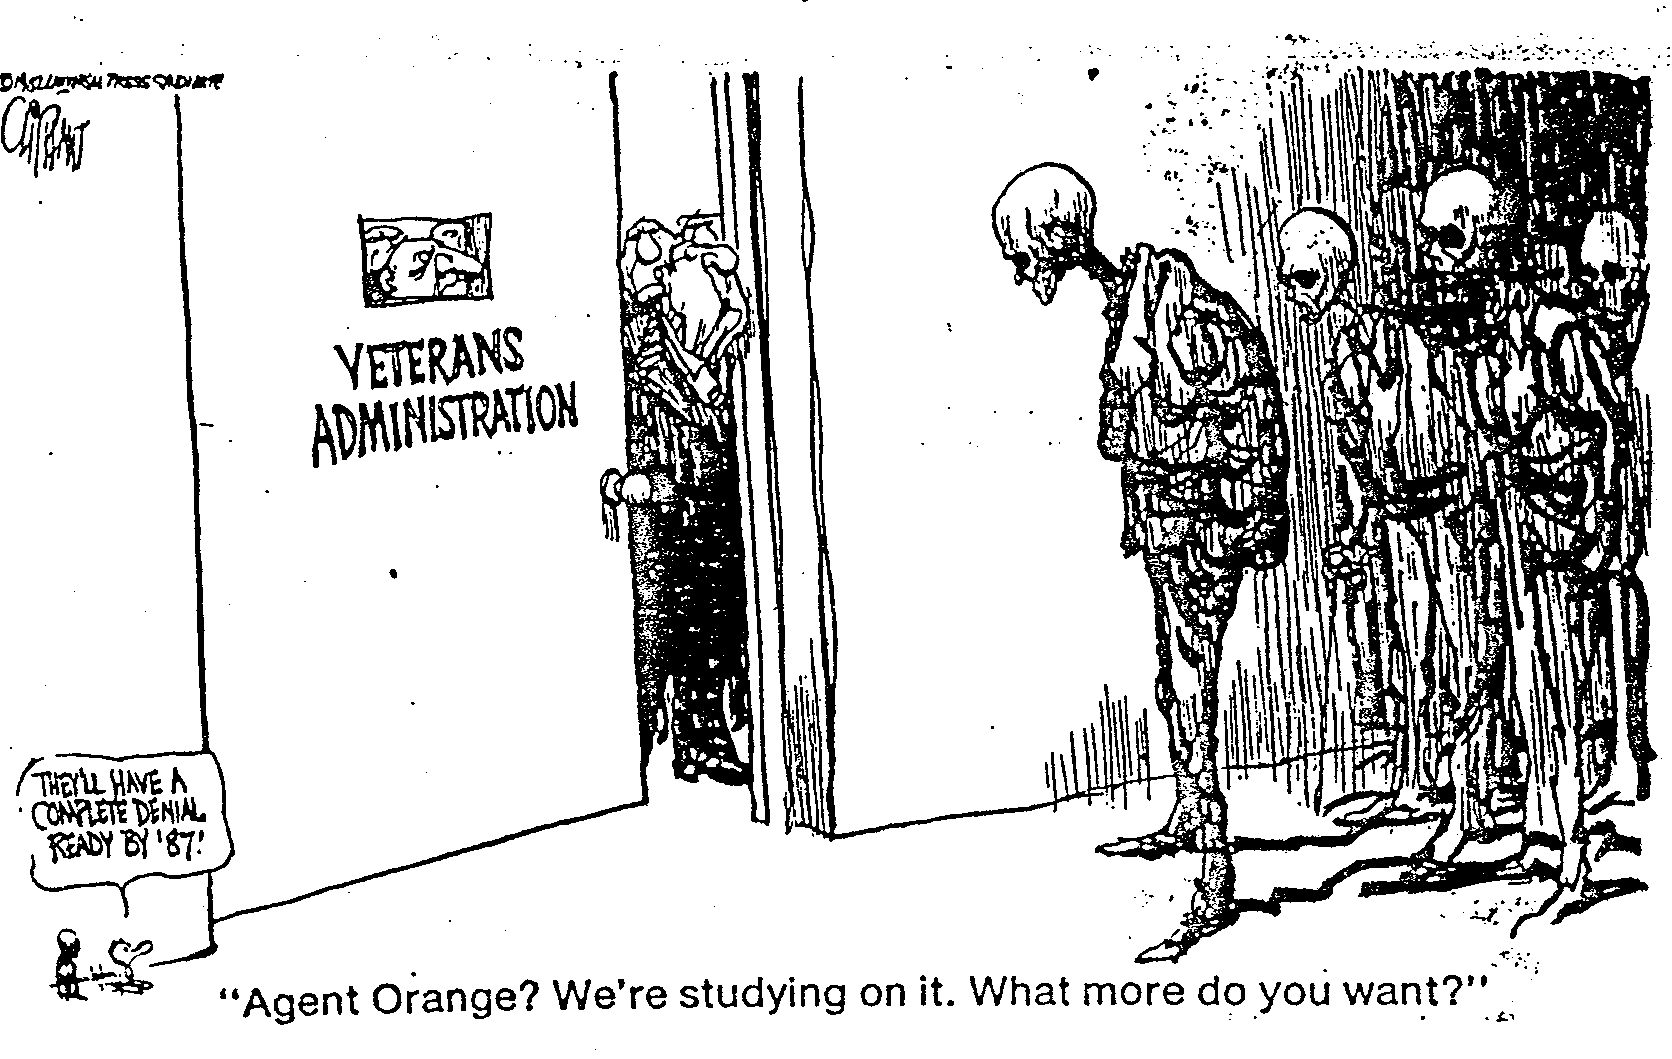 OLIPHANT
VETERANS
ADMINISTRATION
THEY'LL HAVE A
COMPLETE DENIAL
READY BY '87!
"Agent Orange? We're studying on it. What more do you want?"